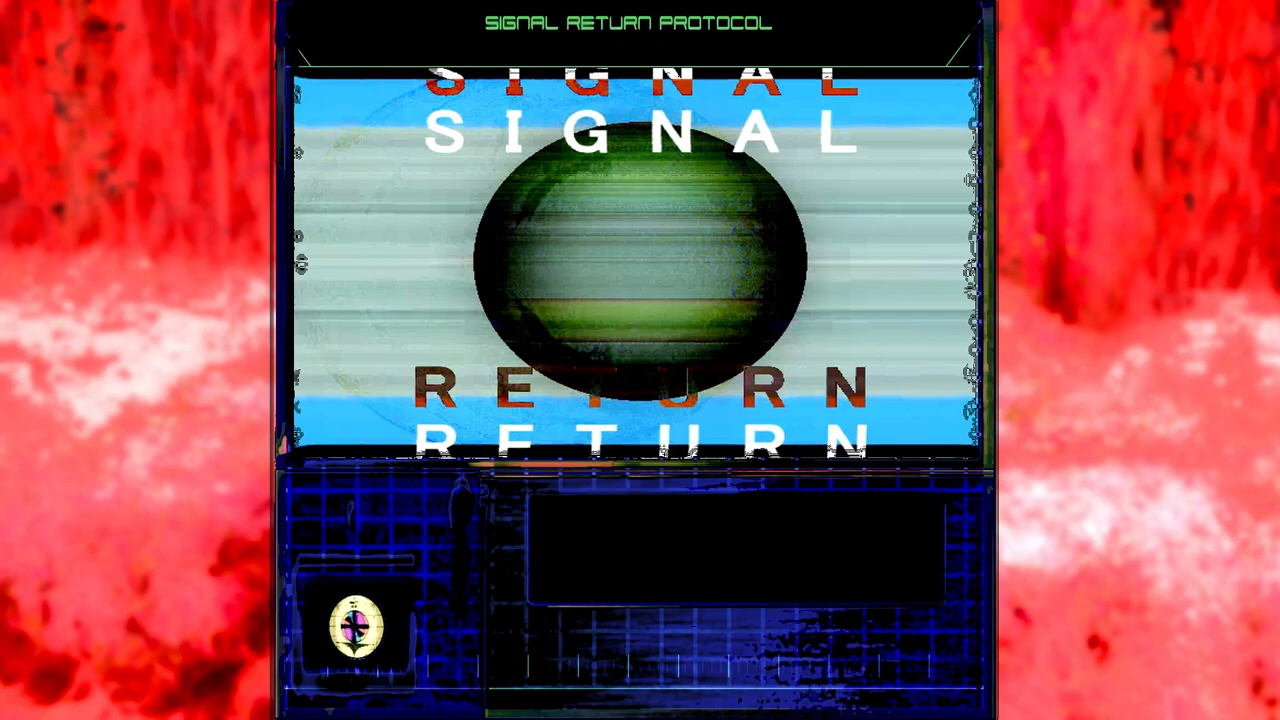 SIGNAL RETURN PROTOCOL
SIGNAL
SIGNAL
RETURN
RETURN